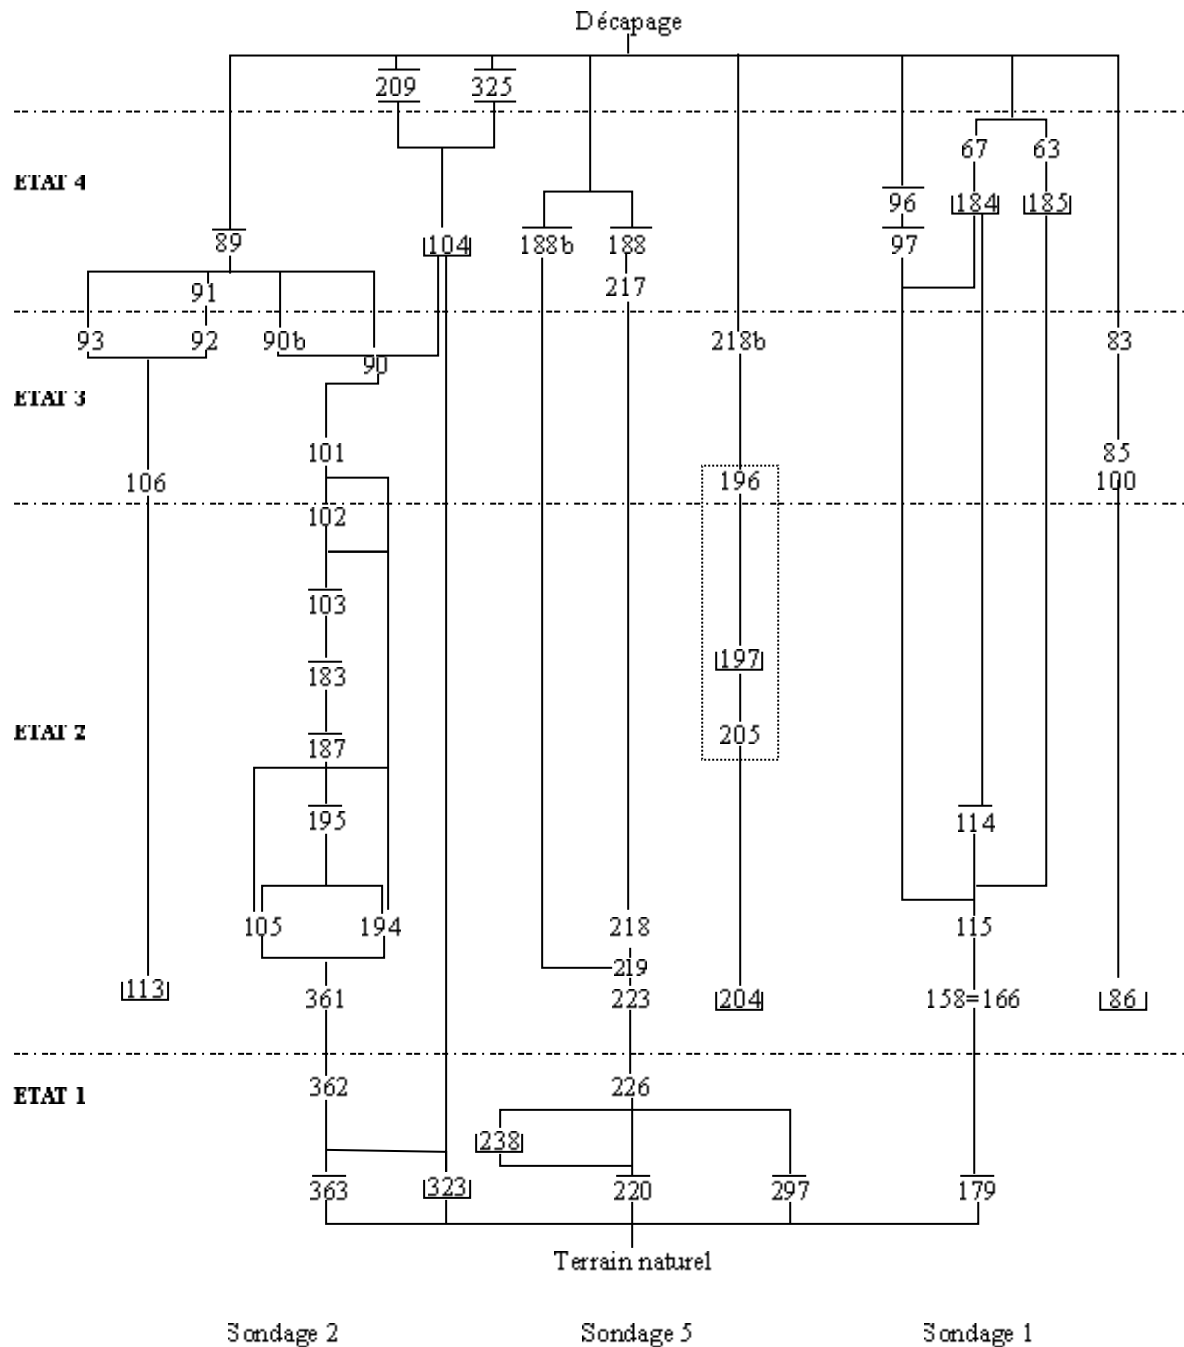 Décapage
209 325
67 63
ETAT 4
96 184 185
89 104 188b 188 97
91 217
93 92 90b 218b 83
90
ETAT 3
101 85
106 196 100
102
103
197
183
ETAT 2 205
187
195 114
105 194 218 115
219
113 361 223 204 158=166 86
ETAT 1 362 226
238
363 323 220 297 179
Terrain naturel
Sondage 2 Sondage 5 Sondage 1